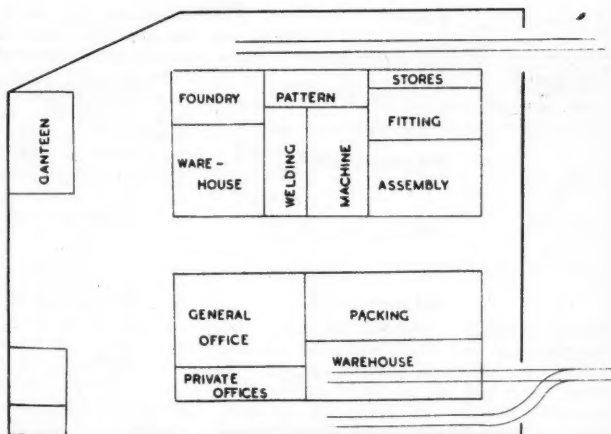 CANTEEN
FOUNDRY
PATTERN
STORES
FITTING
WARE-
HOUSE
WELDING
MACHINE
ASSEMBLY
GENERAL
OFFICE
PACKING
PRIVATE
OFFICES
WAREHOUSE